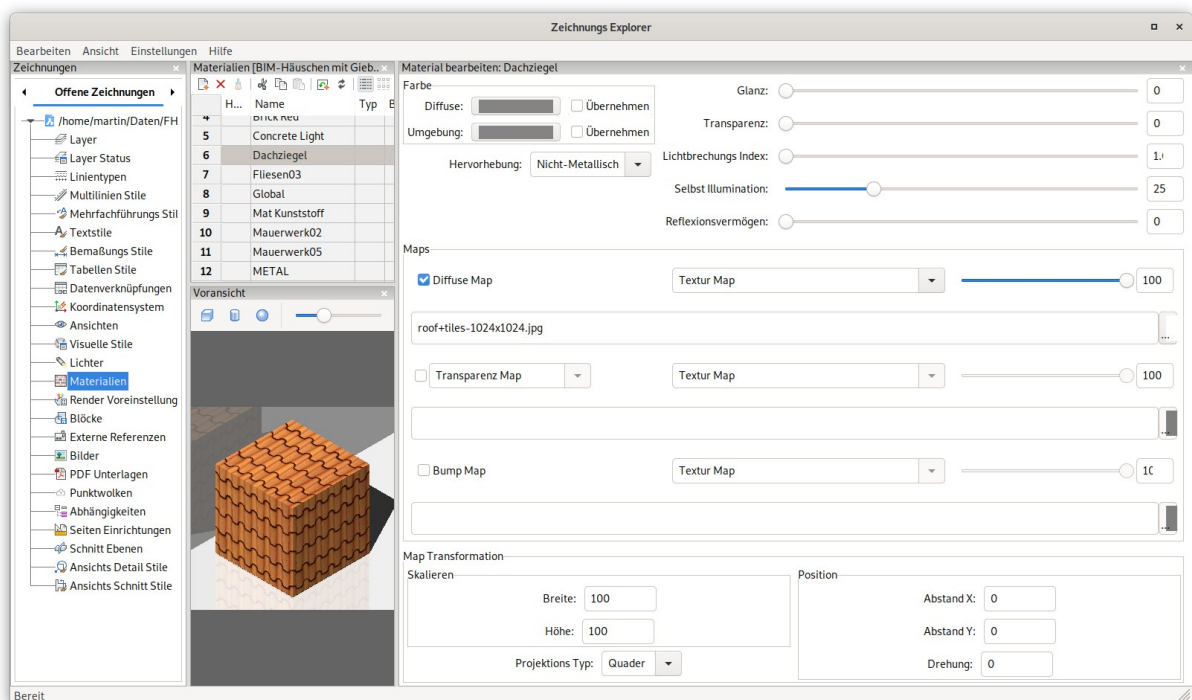 Zeichnungs Explorer
Bearbeiten Ansicht Einstellungen Hilfe
Zeichnungen
Offene Zeichnungen
/home/martin/Daten/FH
Layer
Layer Status
Linientypen
Multilinien Stile
Mehrfachführungs Stil
Textstile
Bemaßungs Stile
Tabellen Stile
Datenverknüpfungen
Koordinatensystem
Ansichten
Visuelle Stile
Lichter
Materialien
Render Voreinstellung
Blöcke
Externe Referenzen
Bilder
PDF Unterlagen
Punktwolken
Abhängigkeiten
Seiten Einrichtungen
Schnitt Ebenen
Ansichts Detail Stile
Ansichts Schnitt Stile
Materialien [BIM-Häuschen mit Gieb..
H... Name Typ B
4 Brick Red
5 Concrete Light
6 Dachziegel
7 Fliesen03
8 Global
9 Mat Kunststoff
10 Mauerwerk02
11 Mauerwerk05
12 METAL
Voransicht
Material bearbeiten: Dachziegel
Farbe
Diffuse: Übernehmen
Umgebung: Übernehmen
Hervorhebung: Nicht-Metallisch
Glanz: 0
Transparenz: 0
Lichtbrechungs Index: 1.
Selbst Illumination: 25
Reflexionsvermögen: 0
Maps
Diffuse Map Textur Map 100
roof+tiles-1024x1024.jpg
...
Transparenz Map Textur Map 100
...
Bump Map Textur Map
...
Map Transformation
Skalieren
Breite: 100
Höhe: 100
Projektions Typ: Quader
Position
Abstand X: 0
Abstand Y: 0
Drehung: 0
Bereit